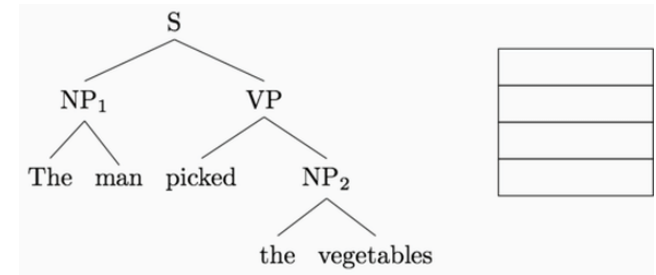 S
NP₁ VP
The man picked NP₂
the vegetables